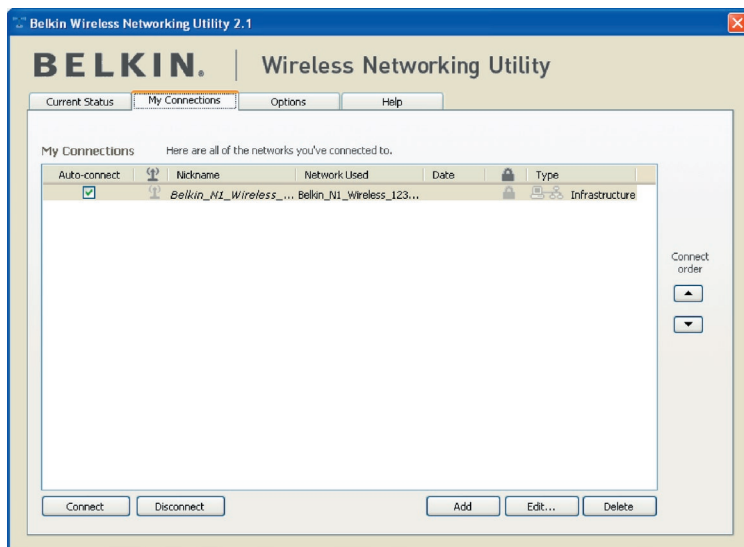 Belkin Wireless Networking Utility 2.1
BELKIN. | Wireless Networking Utility
Current Status My Connections Options Help
My Connections Here are all of the networks you've connected to.
Auto-connect Nickname Network Used Date Type
Belkin_N1_Wireless_... Belkin_N1_Wireless_123... Infrastructure
Connect
order
Connect Disconnect Add Edit... Delete